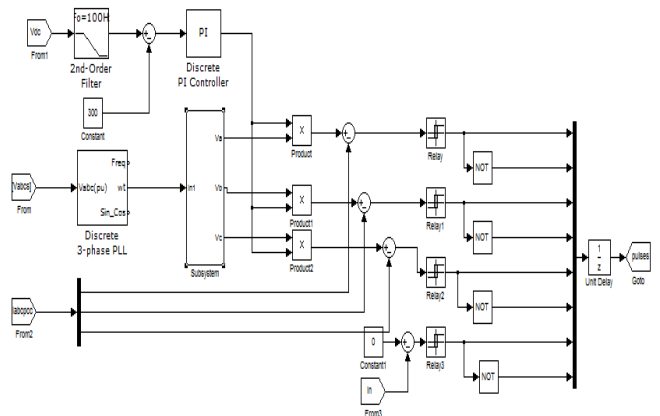 Fo=100H
Vdc
From1
2nd-Order
Filter
PI
Discrete
PI Controller
300
Constant
Va
Vb
Vc
In1
Subsystem
X
Product
X
Product1
X
Product2
Relay
NOT
Relay1
NOT
Relay2
NOT
Relay3
NOT
[Vabcs]
From
Freq
Vabc(pu)
wt
Sin_Cos
Discrete
3-phase PLL
Iabcpcc
From2
0
Constant1
In
From3
1
z
Unit Delay
pulses
Goto